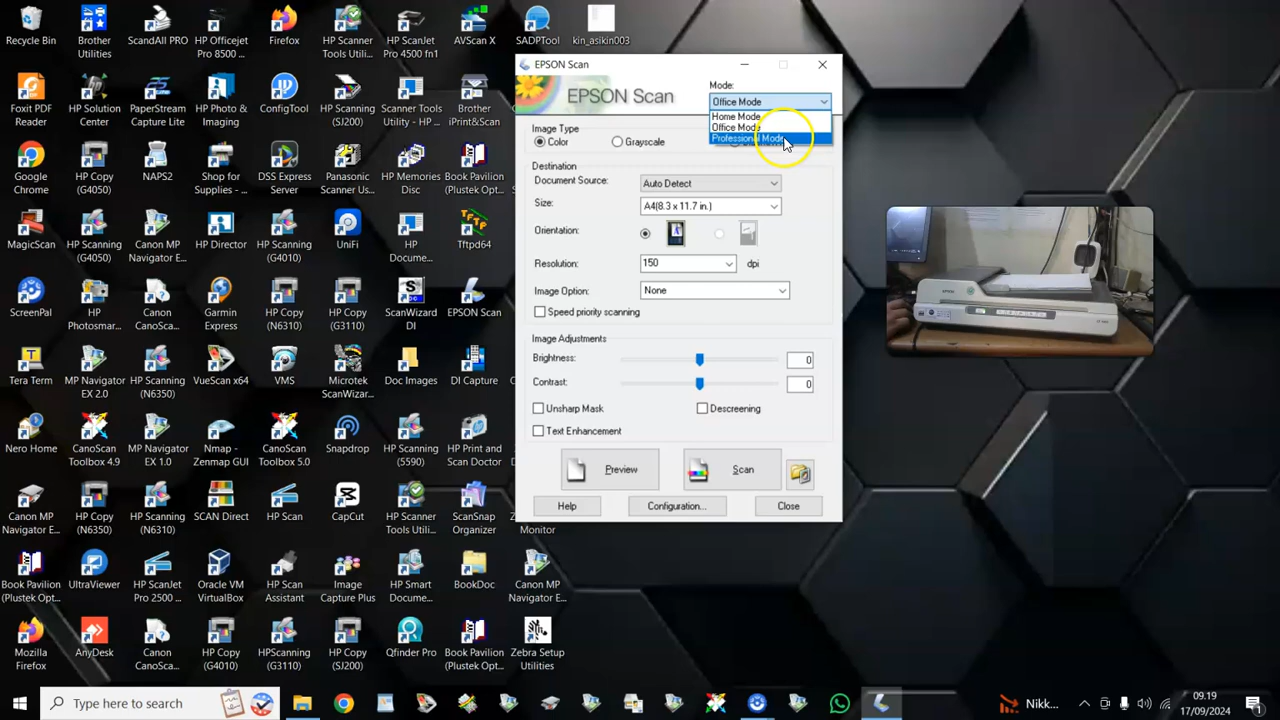 Recycle Bin
Brother Utilities
ScandAll PRO
HP Officejet Pro 8500 ...
Firefox
HP Scanner Tools Utili...
HP ScanJet Pro 4500 fn1
AVScan X
SADPTool
kin_asikin003
Foxit PDF Reader
HP Solution Center
PaperStream Capture Lite
HP Photo & Imaging
ConfigTool
HP Scanning (SJ200)
Scanner Tools Utility - HP ...
Brother iPrint&Scan
Google Chrome
HP Copy (G4050)
NAPS2
Shop for Supplies - ...
DSS Express Server
Panasonic Scanner Us...
HP Memories Disc
Book Pavilion (Plustek Opt...
MagicScan
HP Scanning (G4050)
Canon MP Navigator E...
HP Director
HP Scanning (G4010)
UniFi
HP Docume...
Tftpd64
ScreenPal
HP Photosmar...
Canon CanoSca...
Garmin Express
HP Copy (N6310)
HP Copy (G3110)
ScanWizard DI
EPSON Scan
Tera Term
MP Navigator EX 2.0
HP Scanning (N6350)
VueScan x64
VMS
Microtek ScanWizar...
Doc Images
DI Capture
Nero Home
CanoScan Toolbox 4.9
MP Navigator EX 1.0
Nmap - Zenmap GUI
CanoScan Toolbox 5.0
Snapdrop
HP Print and Scan Doctor
HP Scanning (5590)
Canon MP Navigator E...
HP Copy (N6350)
HP Scanning (N6310)
SCAN Direct
HP Scan
CapCut
HP Scanner Tools Utili...
ScanSnap Organizer
Monitor
Book Pavilion (Plustek Opt...
UltraViewer
HP ScanJet Pro 2500 ...
Oracle VM VirtualBox
HP Scan Assistant
Image Capture Plus
HP Smart Docume...
BookDoc
Canon MP Navigator E...
Mozilla Firefox
AnyDesk
Canon CanoSca...
HP Copy (G4010)
HPScanning (G3110)
HP Copy (SJ200)
Qfinder Pro
Book Pavilion (Plustek Opt...
Zebra Setup Utilities
EPSON Scan
EPSON Scan
Mode:
Office Mode
Home Mode
Office Mode
Professional Mode
Image Type
Color
Grayscale
Destination
Document Source:
Auto Detect
Size:
A4(8.3 x 11.7 in.)
Orientation:
Resolution:
150
dpi
Image Option:
None
Speed priority scanning
Image Adjustments
Brightness:
0
Contrast:
0
Unsharp Mask
Descreening
Text Enhancement
Preview
Scan
Help
Configuration...
Close
EPSON
Type here to search
Nikk...
09.19
17/09/2024
1